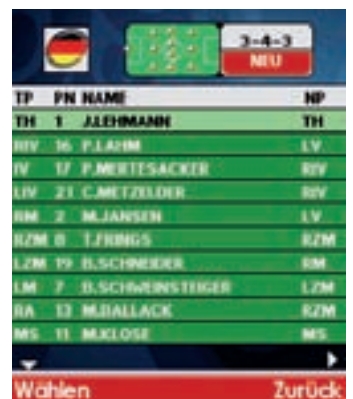 3-4-3
NEU
TP PN NAME NP
TH 1 J.LEHMANN TH
RIV 16 P.LAHM LV
IV 17 P.MERTESACKER RIV
LIV 21 C.METZELDER RIV
RM 2 M.JANSEN LV
RZM 8 T.FRINGS RZM
LZM 19 B.SCHNEIDER RM
LM 7 B.SCHWEINSTEIGER LZM
RA 13 M.BALLACK RZM
MS 11 M.KLOSE MS
Wählen Zurück